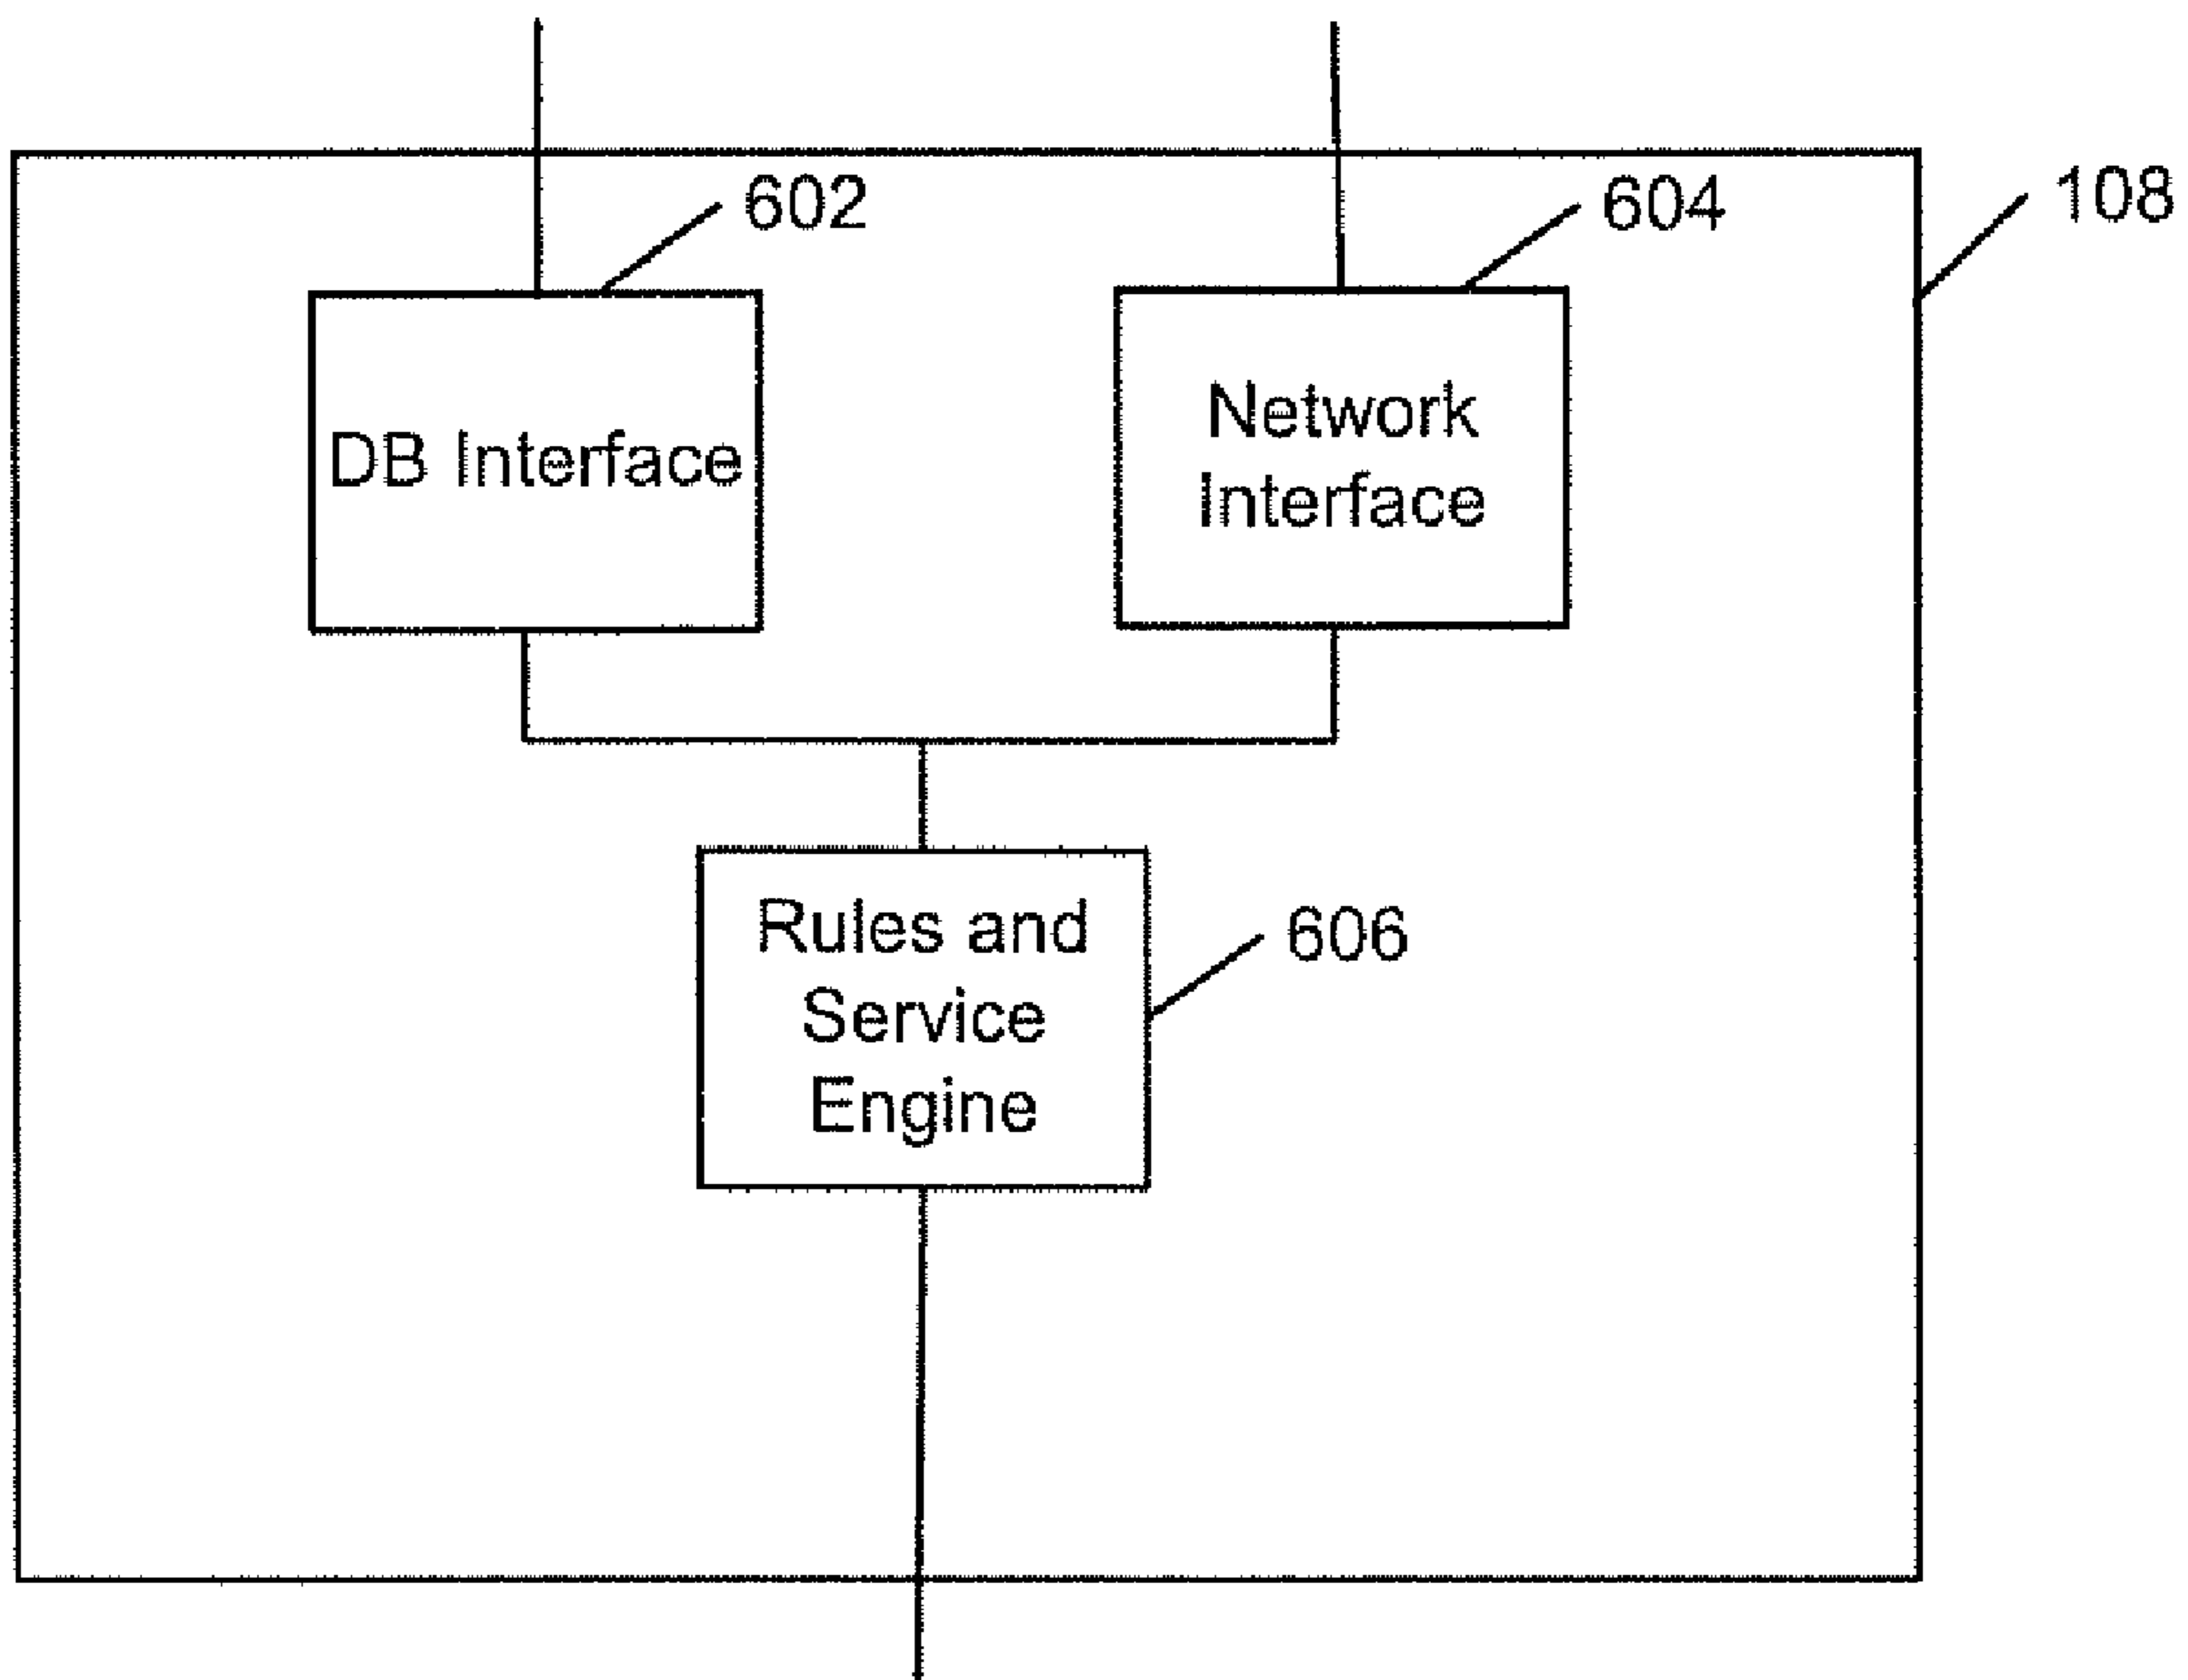 602
604
108
DB Interface
Network
Interface
Rules and
Service
Engine
606